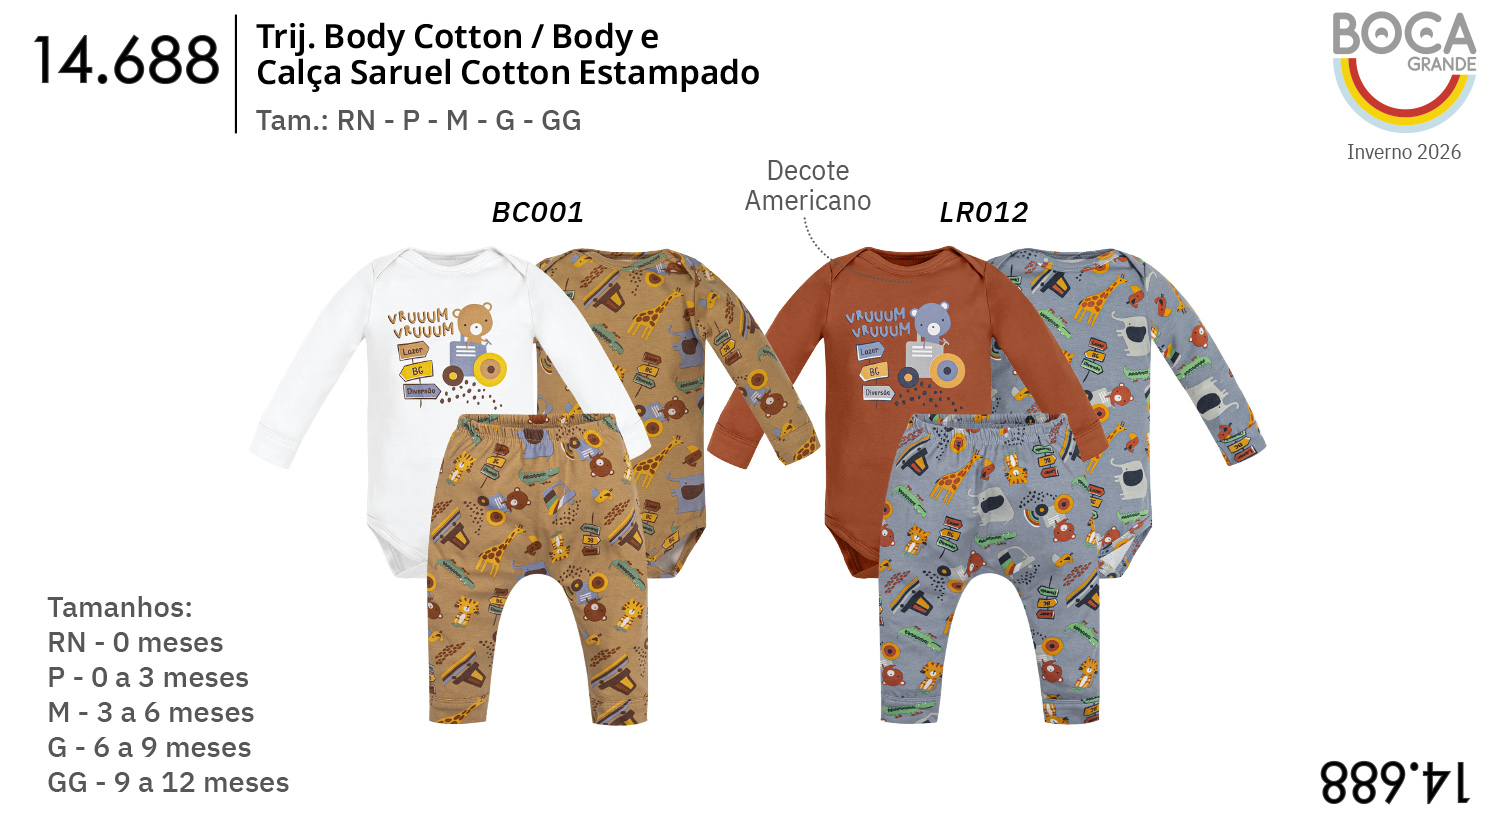 14.688
Trij. Body Cotton / Body e
Calça Saruel Cotton Estampado
Tam.: RN - P - M - G - GG
BOCA
GRANDE
Inverno 2026
Decote
Americano
BC001
LR012
VRUUUM
VRUUUM
Lazer
BG
Diversão
VRUUUM
VRUUUM
Lazer
BG
Diversão
Tamanhos:
RN - 0 meses
P - 0 a 3 meses
M - 3 a 6 meses
G - 6 a 9 meses
GG - 9 a 12 meses
14.688